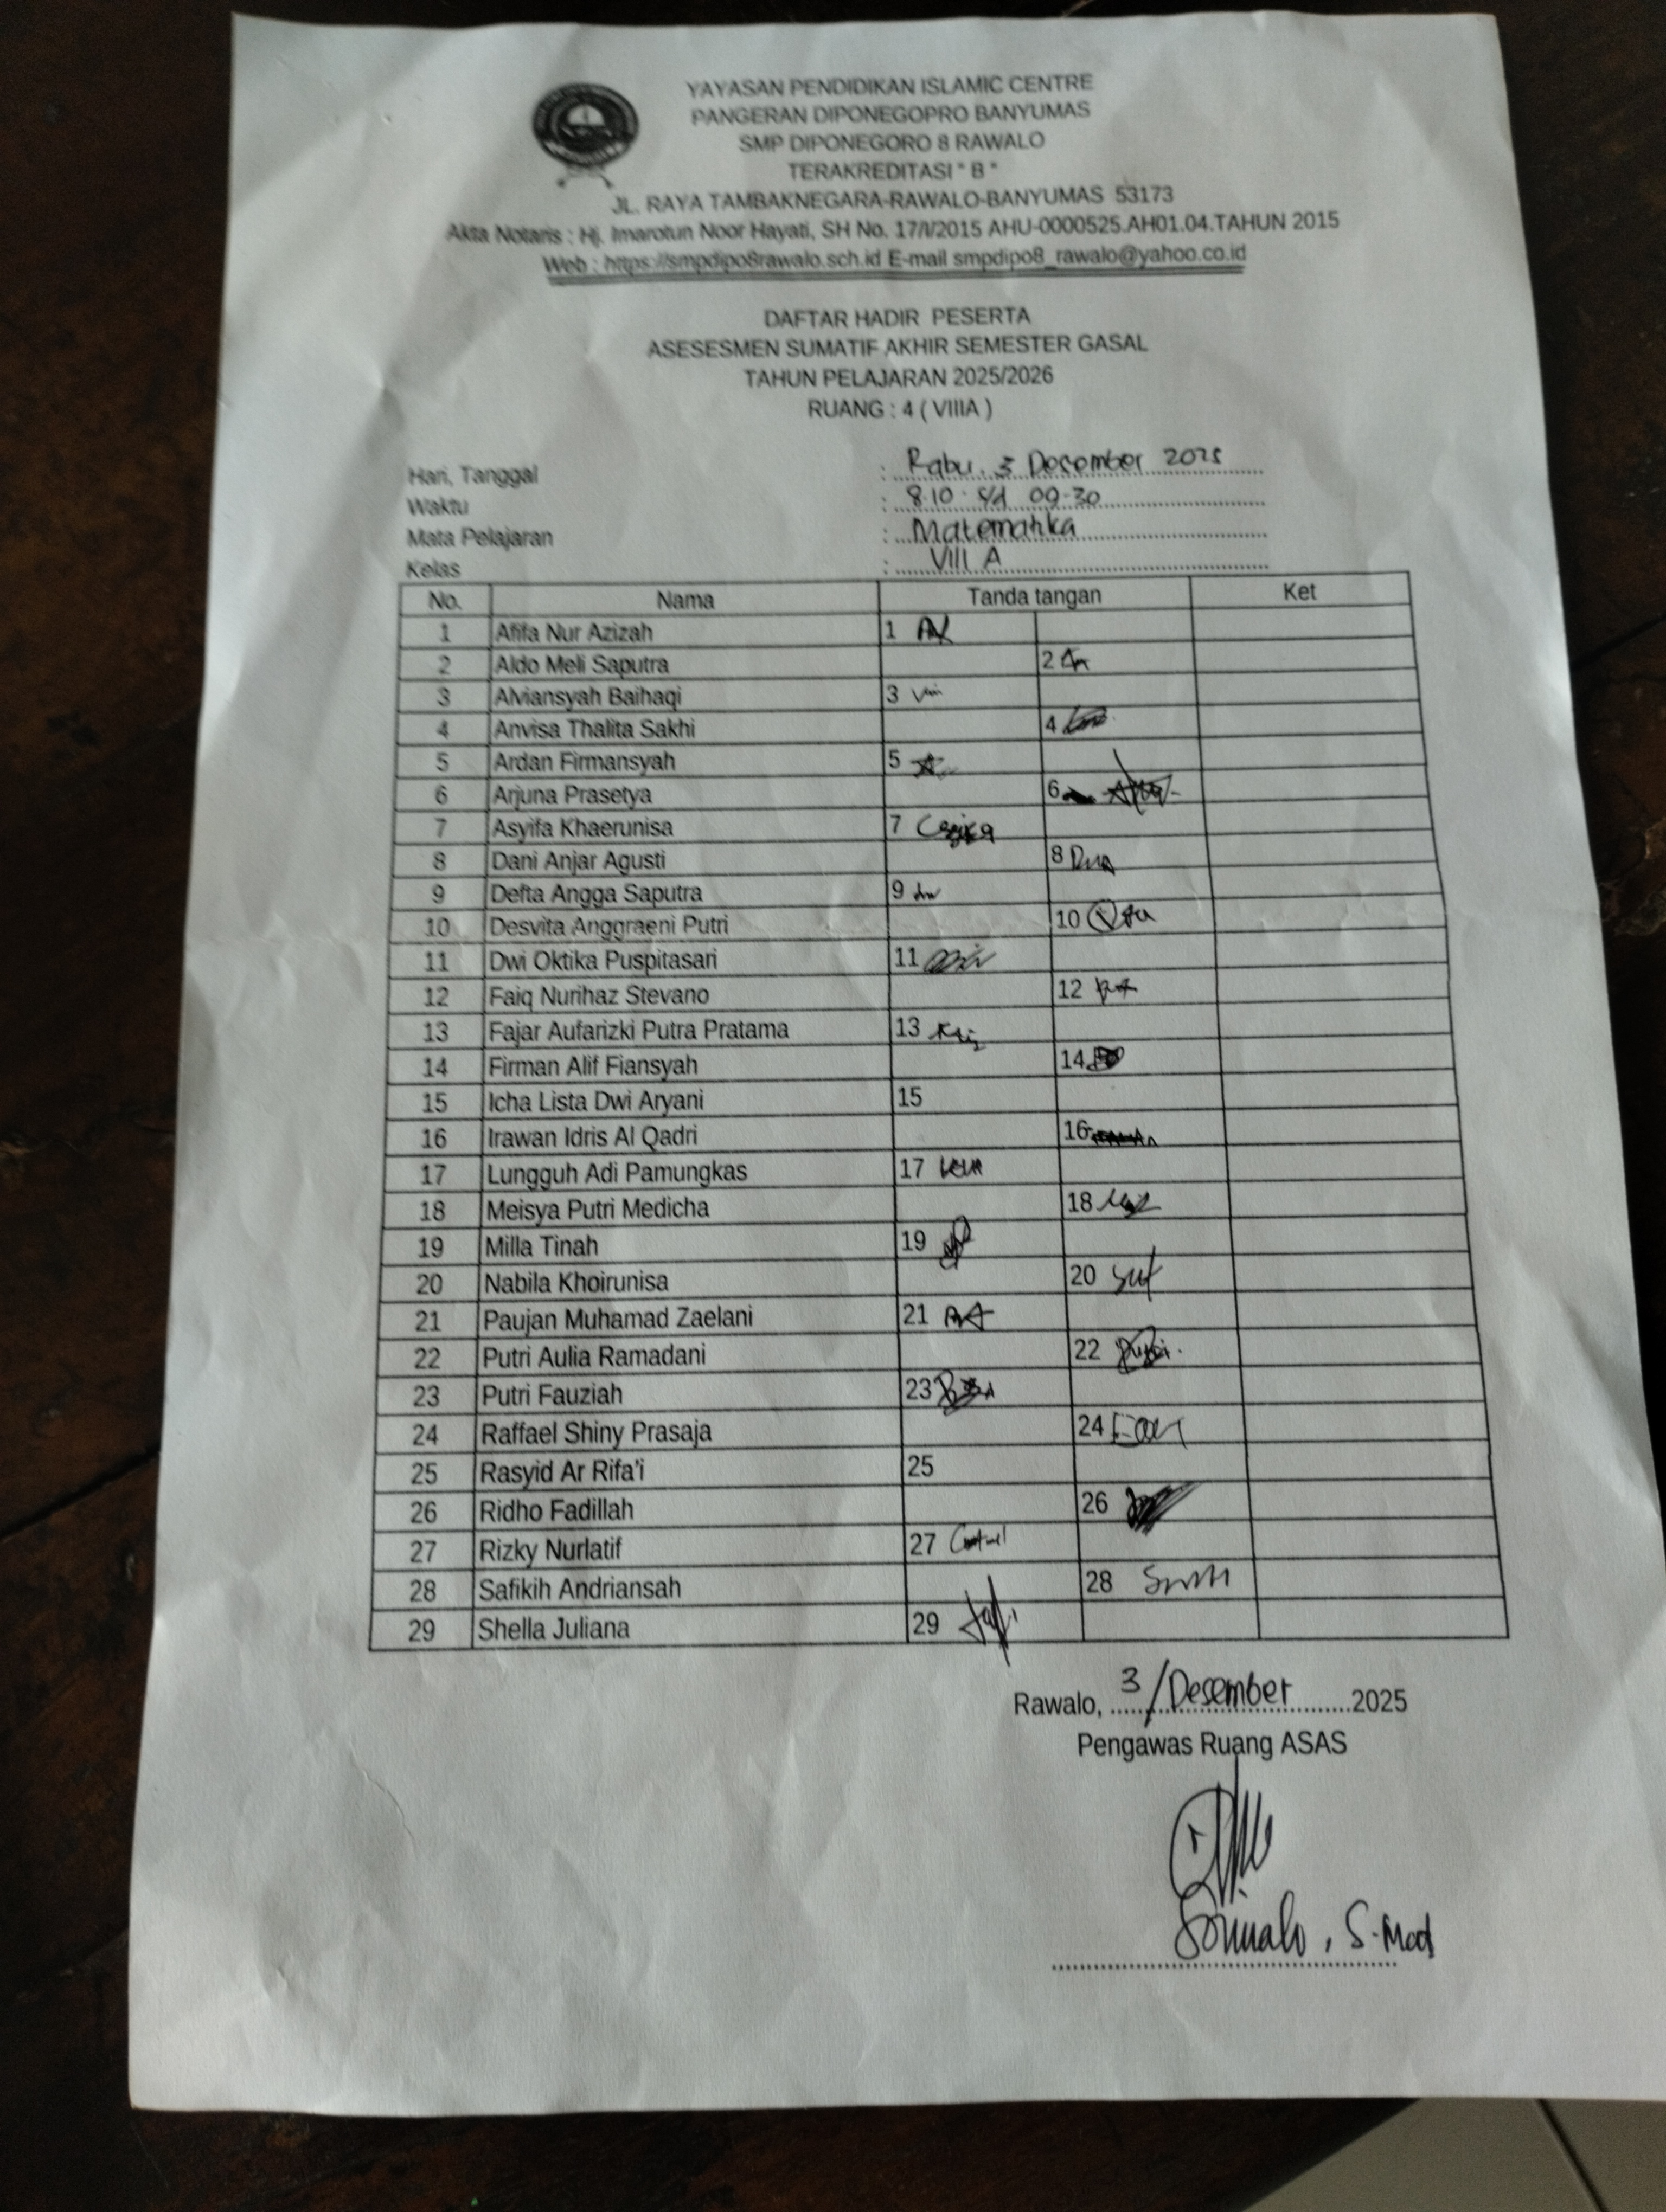 YAYASAN PENDIDIKAN ISLAMIC CENTRE
PANGERAN DIPONEGOPRO BANYUMAS
SMP DIPONEGORO 8 RAWALO
TERAKREDITASI " B "
JL. RAYA TAMBAKNEGARA-RAWALO-BANYUMAS 53173
Akta Notaris : Hj. Imarotun Noor Hayati, SH No. 17/I/2015 AHU-0000525.AH01.04.TAHUN 2015
Web : https://smpdipo8rawalo.sch.id E-mail smpdipo8_rawalo@yahoo.co.id
DAFTAR HADIR PESERTA
ASESESMEN SUMATIF AKHIR SEMESTER GASAL
TAHUN PELAJARAN 2025/2026
RUANG : 4 ( VIIIA )
Hari, Tanggal : Rabu, 3 Desember 2025
Waktu : 8.10 s/d 09.30
Mata Pelajaran : Matematika
Kelas : VIII A
No. Nama Tanda tangan Ket
1 Afifa Nur Azizah 1
2 Aldo Meli Saputra 2
3 Alviansyah Baihaqi 3
4 Anvisa Thalita Sakhi 4
5 Ardan Firmansyah 5
6 Arjuna Prasetya 6
7 Asyifa Khaerunisa 7
8 Dani Anjar Agusti 8
9 Defta Angga Saputra 9
10 Desvita Anggraeni Putri 10
11 Dwi Oktika Puspitasari 11
12 Faiq Nurihaz Stevano 12
13 Fajar Aufarizki Putra Pratama 13
14 Firman Alif Fiansyah 14
15 Icha Lista Dwi Aryani 15
16 Irawan Idris Al Qadri 16
17 Lungguh Adi Pamungkas 17
18 Meisya Putri Medicha 18
19 Milla Tinah 19
20 Nabila Khoirunisa 20
21 Paujan Muhamad Zaelani 21
22 Putri Aulia Ramadani 22
23 Putri Fauziah 23
24 Raffael Shiny Prasaja 24
25 Rasyid Ar Rifa'i 25
26 Ridho Fadillah 26
27 Rizky Nurlatif 27
28 Safikih Andriansah 28
29 Shella Juliana 29
Rawalo, 3/Desember 2025
Pengawas Ruang ASAS